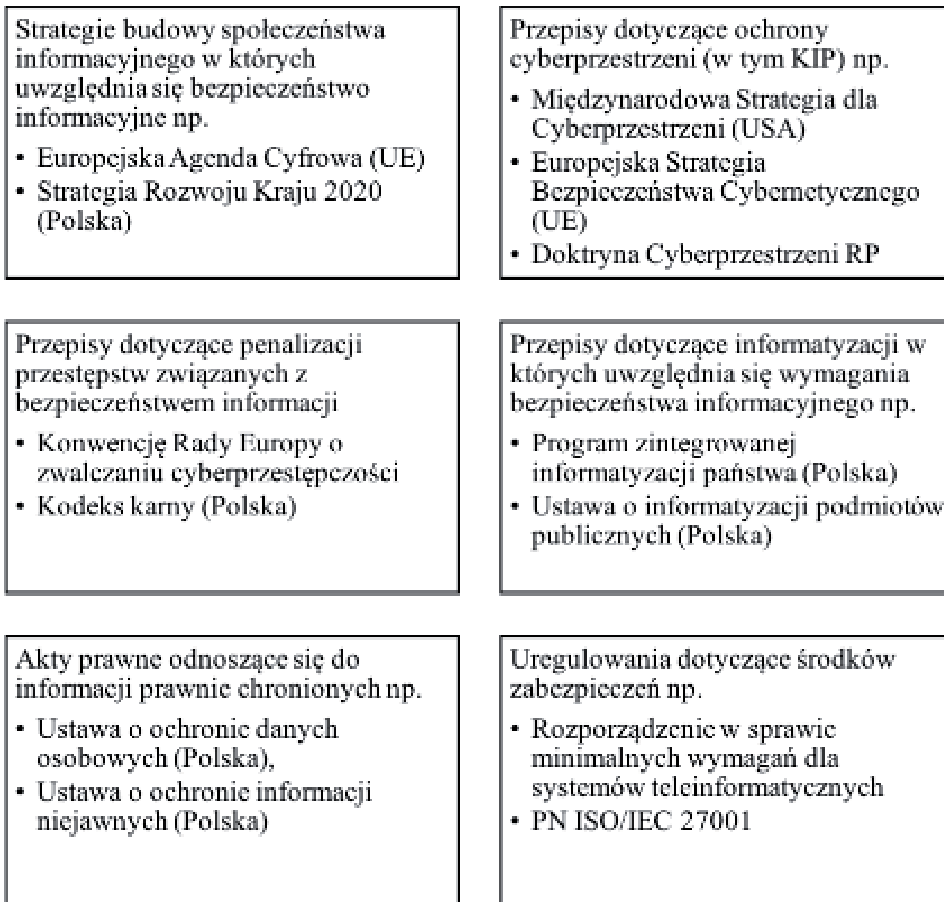 Strategie budowy społeczeństwa
informacyjnego w których
uwzględnia się bezpieczeństwo
informacyjne np.
• Europejska Agenda Cyfrowa (UE)
• Strategia Rozwoju Kraju 2020
(Polska)
Przepisy dotyczące ochrony
cyberprzestrzeni (w tym KIP) np.
• Międzynarodowa Strategia dla
Cyberprzestrzeni (USA)
• Europejska Strategia
Bezpieczeństwa Cybernetycznego
(UE)
• Doktryna Cyberprzestrzeni RP
Przepisy dotyczące penalizacji
przestępstw związanych z
bezpieczeństwem informacji
• Konwencję Rady Europy o
zwalczaniu cyberprzestępczości
• Kodeks karny (Polska)
Przepisy dotyczące informatyzacji w
których uwzględnia się wymagania
bezpieczeństwa informacyjnego np.
• Program zintegrowanej
informatyzacji państwa (Polska)
• Ustawa o informatyzacji podmiotów
publicznych (Polska)
Akty prawne odnoszące się do
informacji prawnie chronionych np.
• Ustawa o ochronie danych
osobowych (Polska),
• Ustawa o ochronie informacji
niejawnych (Polska)
Uregulowania dotyczące środków
zabezpieczeń np.
• Rozporządzenie w sprawie
minimalnych wymagań dla
systemów teleinformatycznych
• PN ISO/IEC 27001